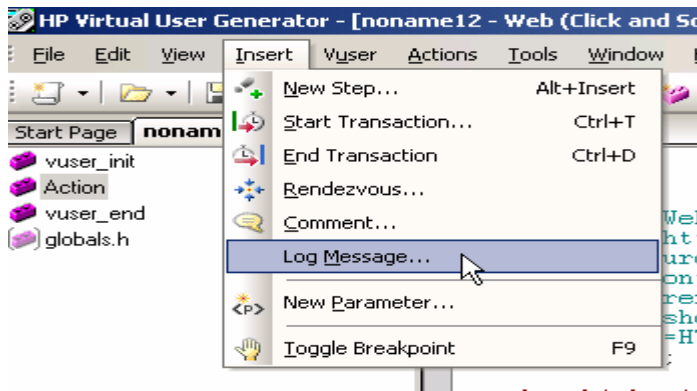 HP Virtual User Generator - [noname12 - Web (Click and Sc
File Edit View Insert Vuser Actions Tools Window
New Step... Alt+Insert
Start Transaction... Ctrl+T
End Transaction Ctrl+D
Rendezvous...
Comment...
Log Message...
New Parameter...
<P>
Toggle Breakpoint F9
Start Page nonam
vuser_init
Action
vuser_end
globals.h